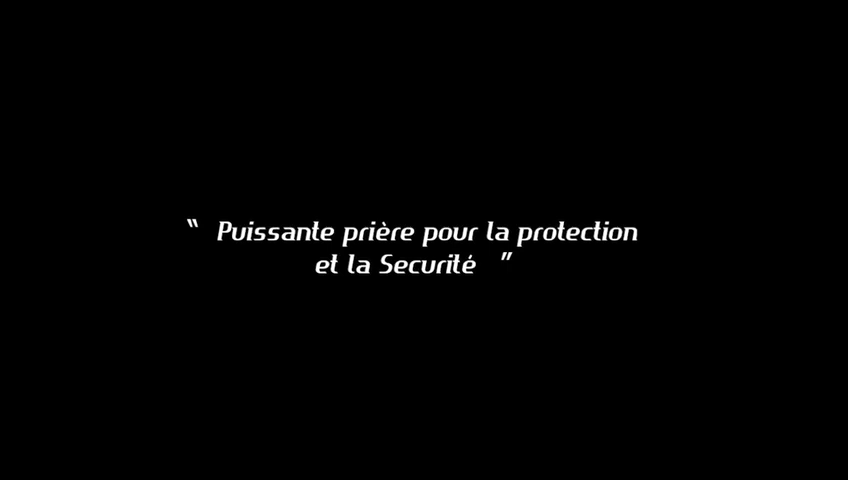 “ Puissante prière pour la protection
et la Securité ”